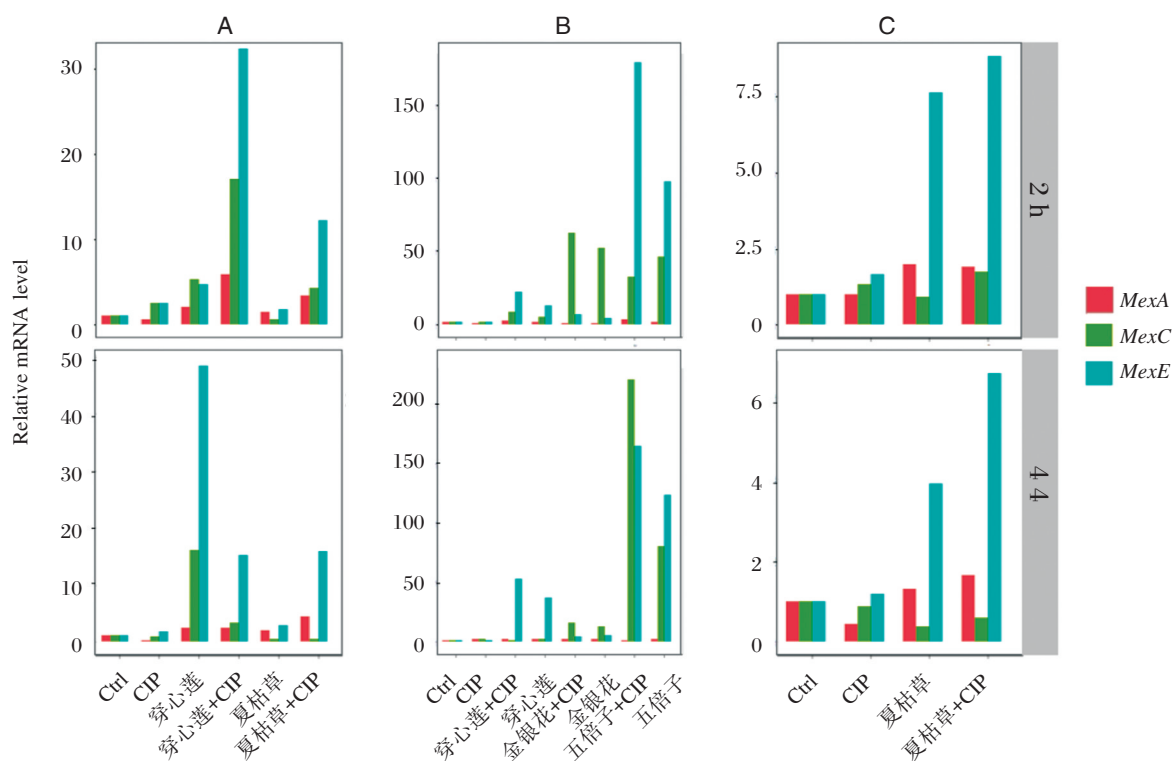 A
B
C
Relative mRNA level
30
20
10
0
150
100
50
0
7.5
5.0
2.5
0
2 h
MexA
MexC
MexE
50
40
30
20
10
0
200
150
100
50
0
6
4
2
0
4 4
Ctrl
CIP
穿心莲
穿心莲+CIP
夏枯草
夏枯草+CIP
Ctrl
CIP
穿心莲+CIP
穿心莲
金银花+CIP
金银花
五倍子+CIP
五倍子
Ctrl
CIP
夏枯草
夏枯草+CIP